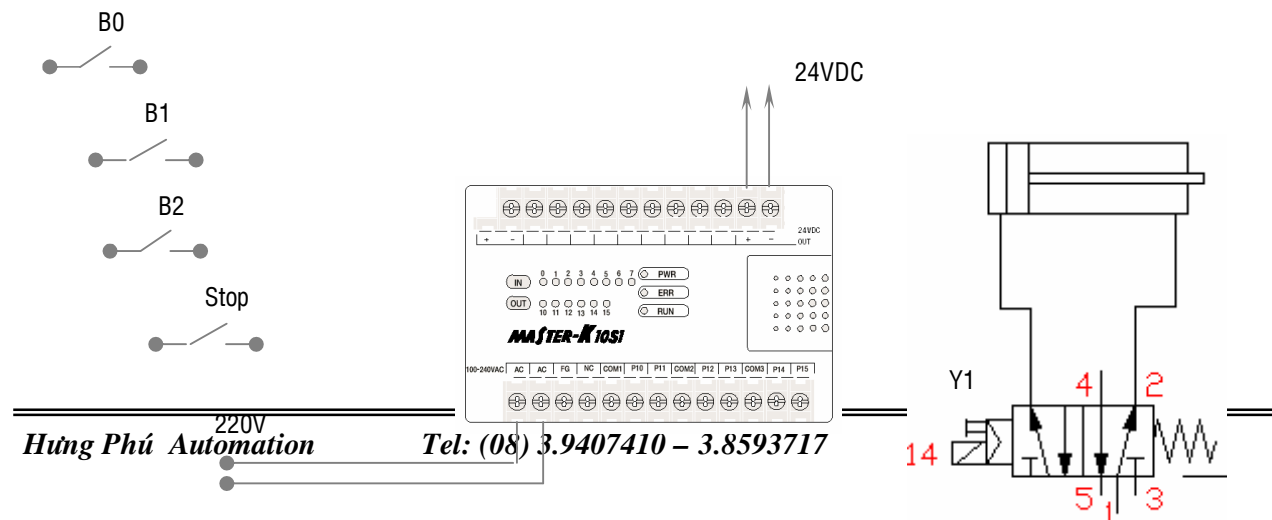 B0
24VDC
B1
B2
24VDC
+ - + - OUT
0 1 2 3 4 5 6 7 PWR
IN
ERR
OUT
RUN
10 11 12 13 14 15
Stop
MASTER-K 10S1
100-240VAC AC AC FG NC COM1 P10 P11 COM2 P12 P13 COM3 P14 P15
Y1
4 2
220V
14
5 1 3
Hưng Phú Automation Tel: (08) 3.9407410 – 3.8593717